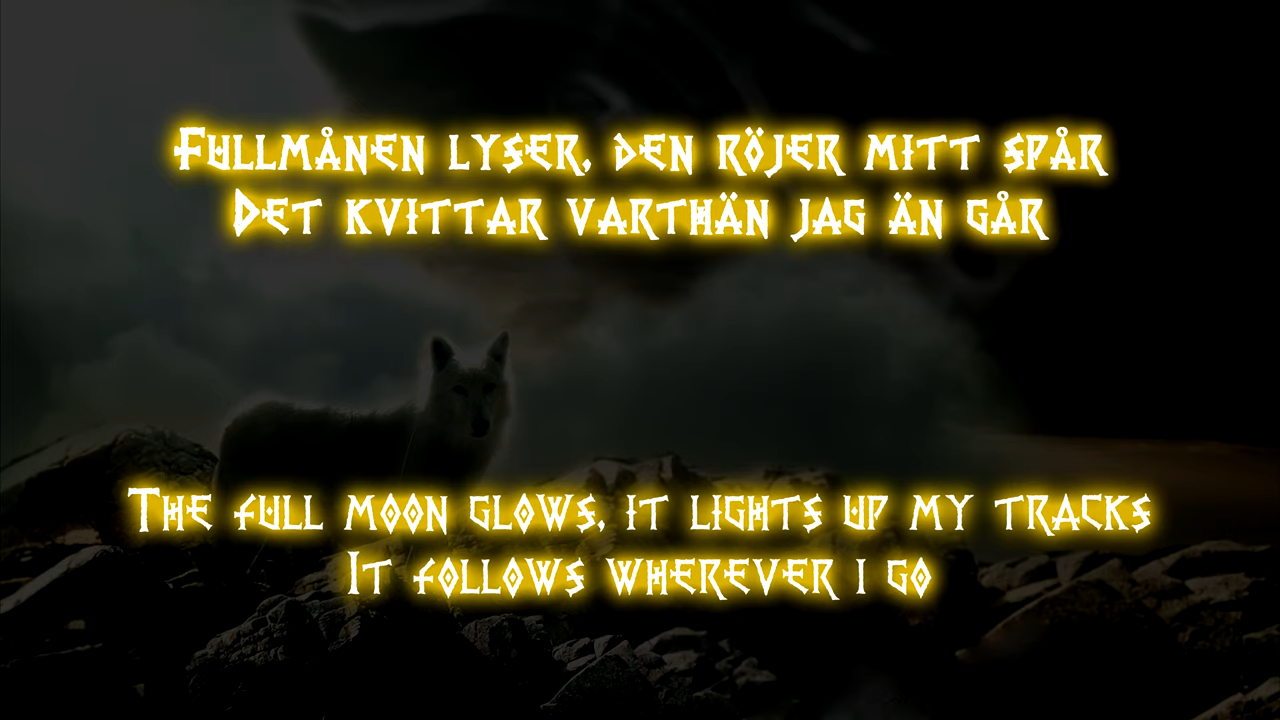 Fullmånen lyser, den röjer mitt spår
Det kvittar varthän jag än går
The full moon glows, it lights up my tracks
It follows wherever I go